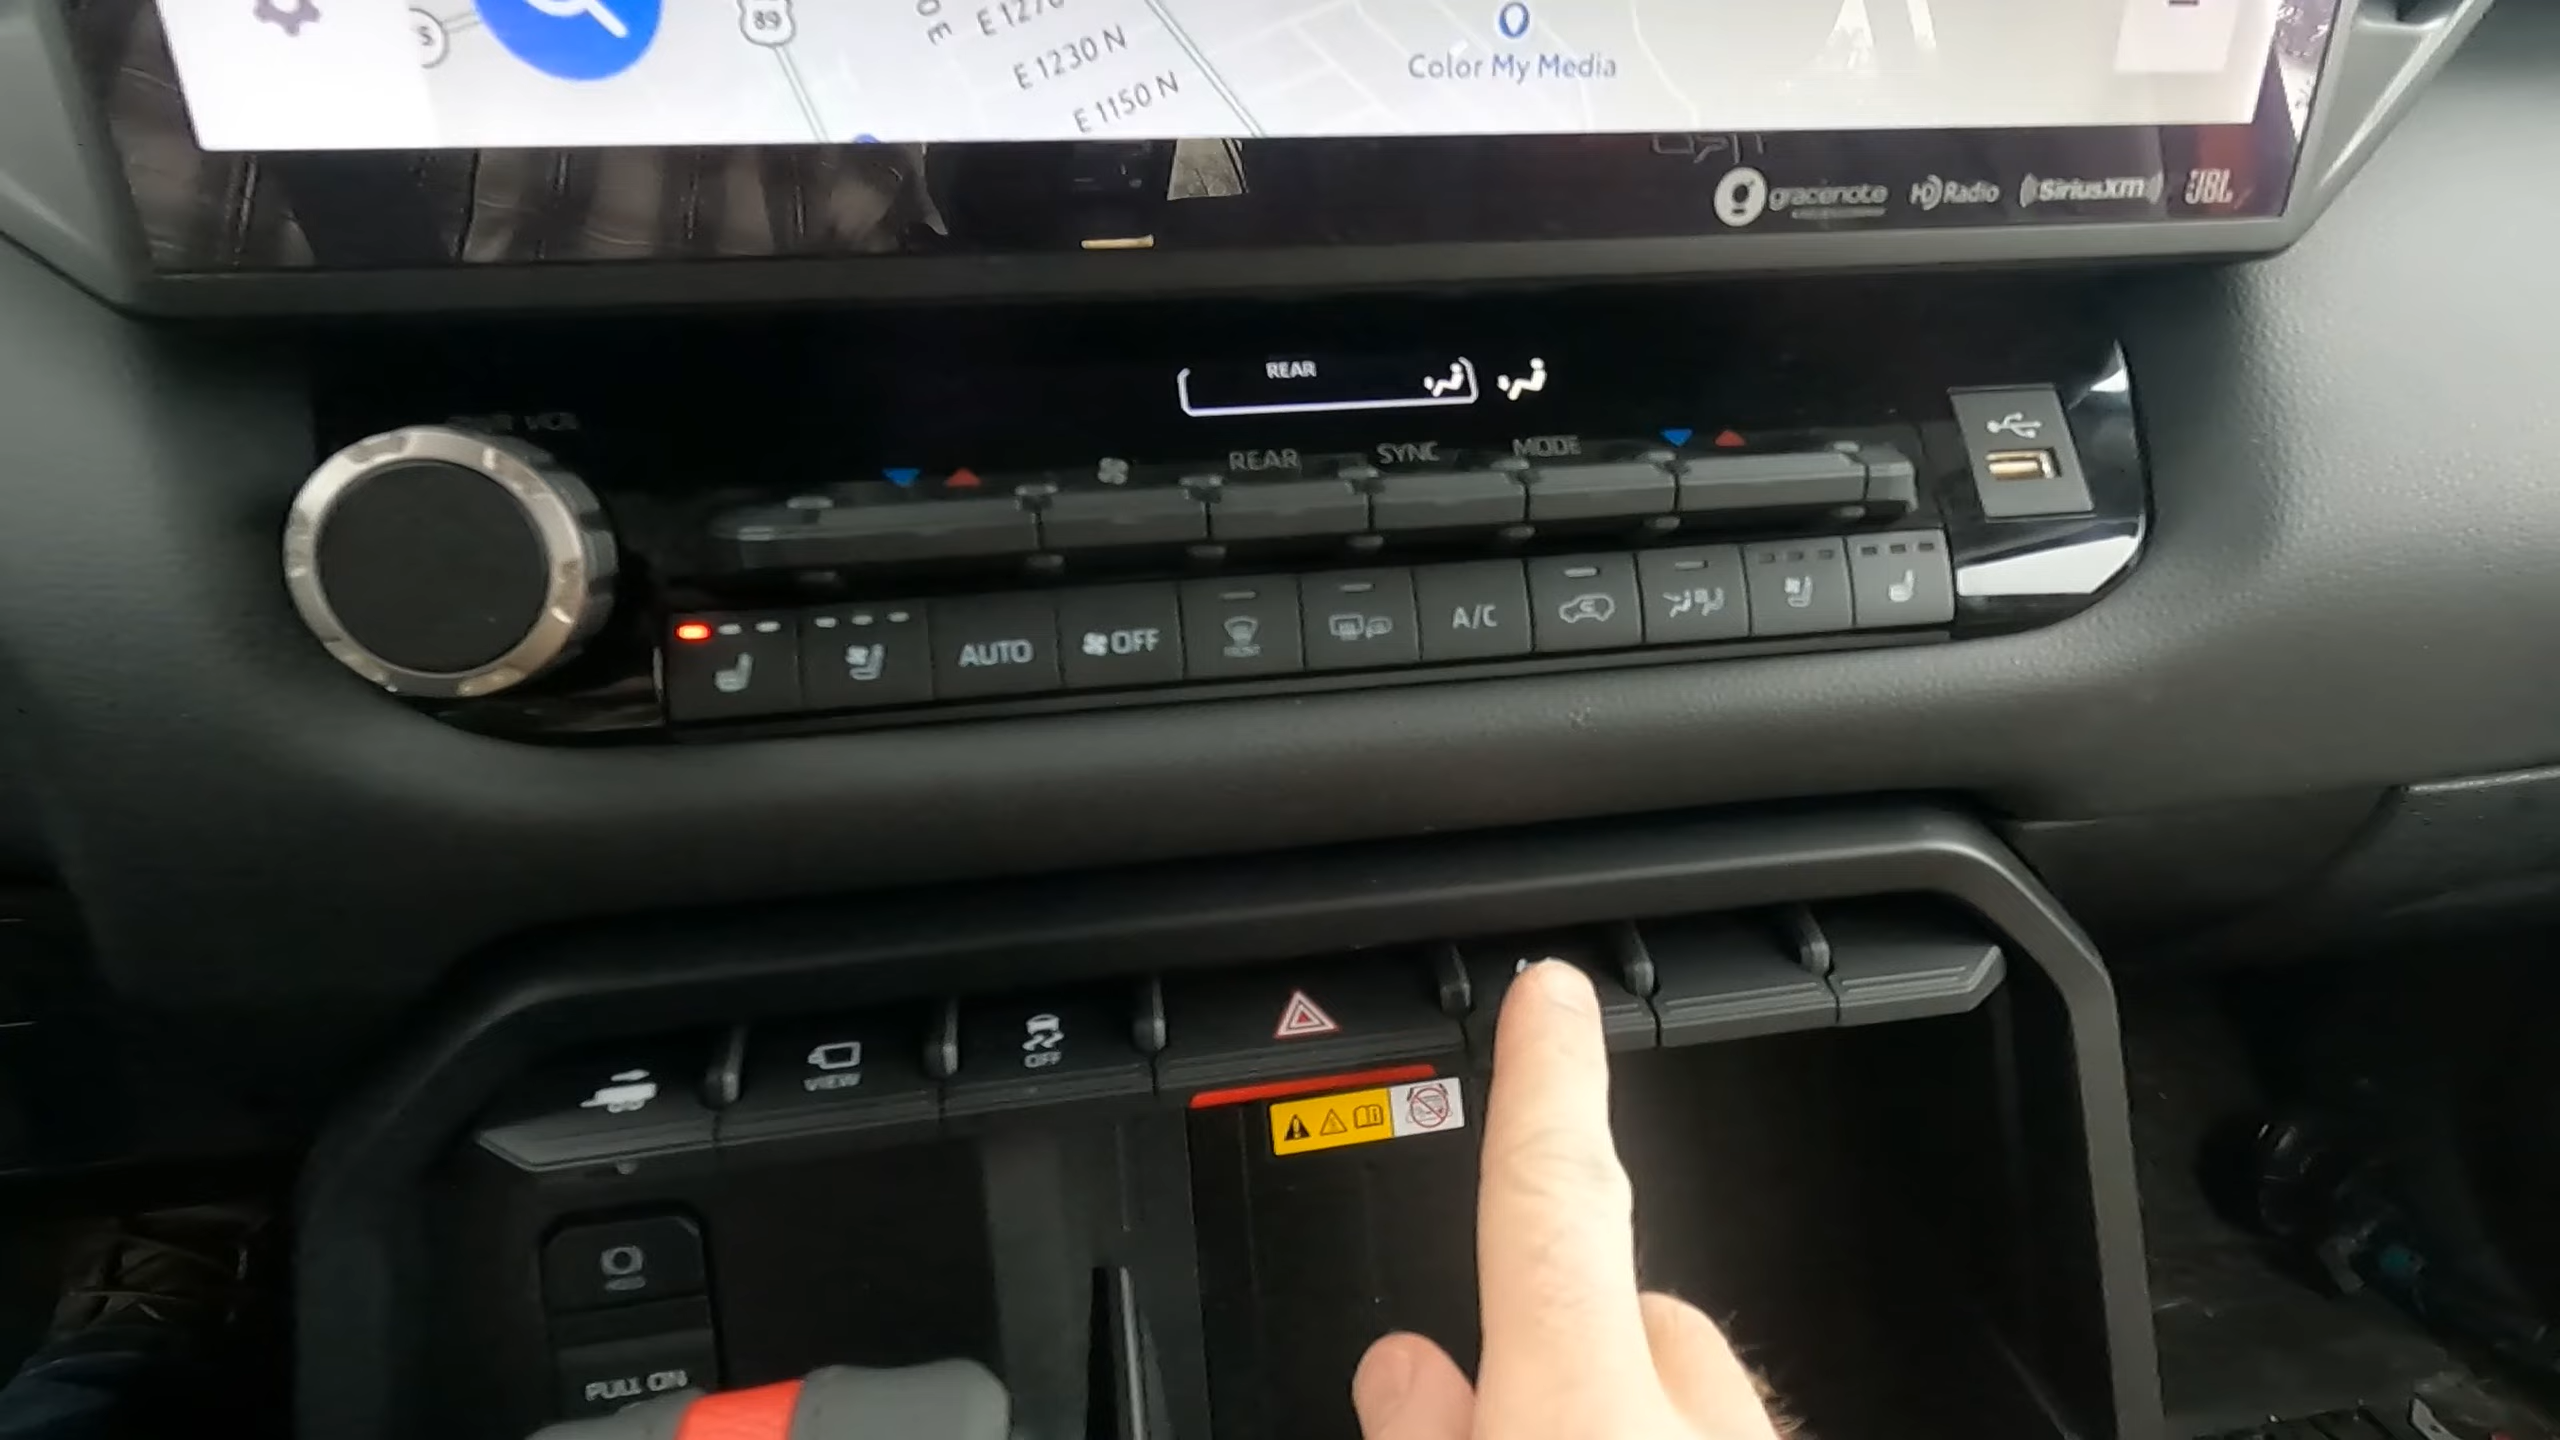 S
89
E 1230 N
E 1150 N
Color My Media
gracenote HD Radio SiriusXM JBL
REAR
REAR SYNC MODE
AUTO OFF FRONT A/C
OFF
VIEW
PULL ON